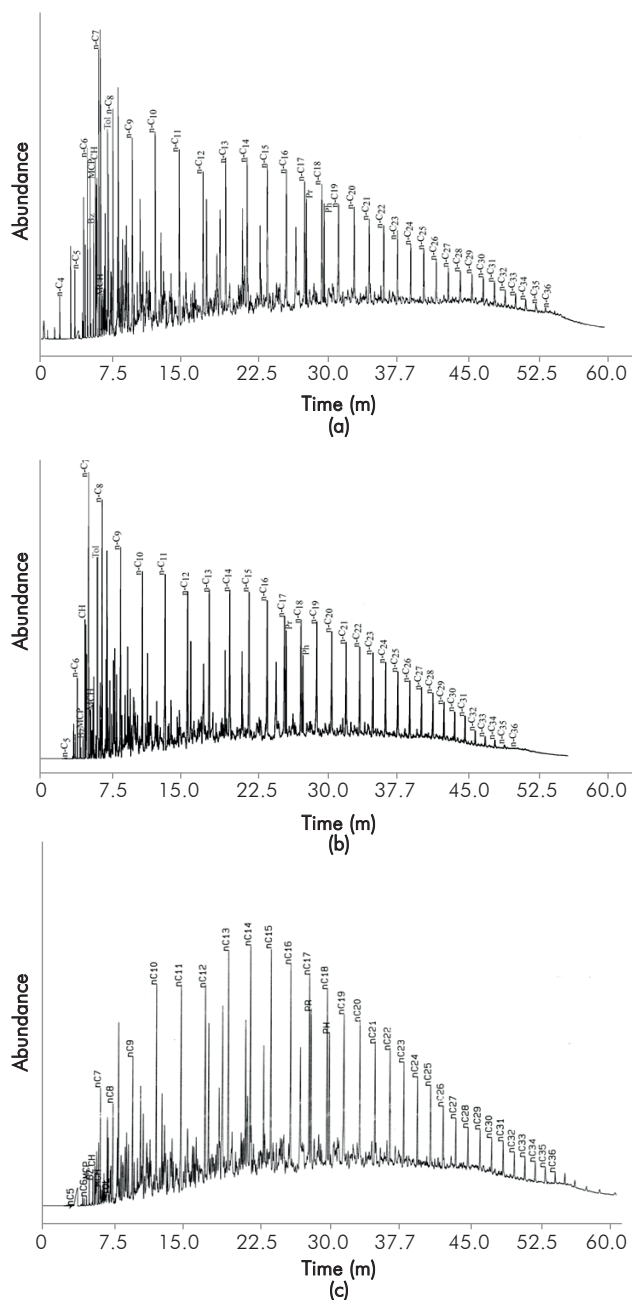 Abundance
n-C4
n-C5
n-C6
MCP
Bz
CH
MCH
n-C7
Tol
n-C8
n-C9
n-C10
n-C11
n-C12
n-C13
n-C14
n-C15
n-C16
n-C17
Pr
n-C18
Ph
n-C19
n-C20
n-C21
n-C22
n-C23
n-C24
n-C25
n-C26
n-C27
n-C28
n-C29
n-C30
n-C31
n-C32
n-C33
n-C34
n-C35
n-C36
0 7.5 15.0 22.5 30.0 37.7 45.0 52.5 60.0
Time (m)
(a)
Abundance
n-C5
n-C6
MCP
CH
MCH
n-C7
Tol
n-C8
n-C9
n-C10
n-C11
n-C12
n-C13
n-C14
n-C15
n-C16
n-C17
Pr
n-C18
Ph
n-C19
n-C20
n-C21
n-C22
n-C23
n-C24
n-C25
n-C26
n-C27
n-C28
n-C29
n-C30
n-C31
n-C32
n-C33
n-C34
n-C35
n-C36
0 7.5 15.0 22.5 30.0 37.7 45.0 52.5 60.0
Time (m)
(b)
Abundance
nC5
nC6
CH
nC7
nC8
nC9
nC10
nC11
nC12
nC13
nC14
nC15
nC16
nC17
PR
nC18
PH
nC19
nC20
nC21
nC22
nC23
nC24
nC25
nC26
nC27
nC28
nC29
nC30
nC31
nC32
nC33
nC34
nC35
nC36
0 7.5 15.0 22.5 30.0 37.7 45.0 52.5 60.0
Time (m)
(c)